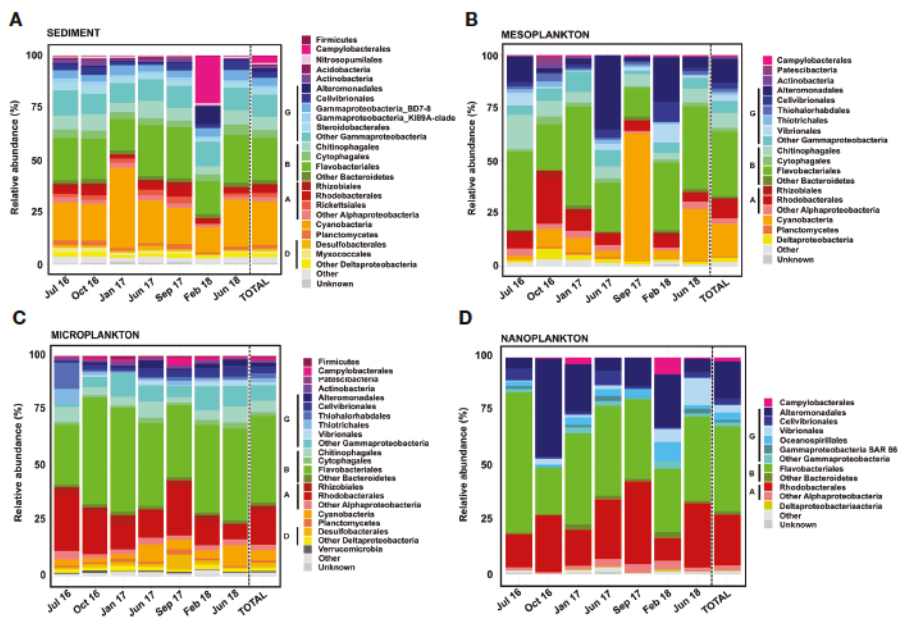 A
SEDIMENT
Relative abundance (%)
100
75
50
25
0
Jul 16
Oct 16
Jan 17
Jun 17
Sep 17
Feb 18
Jun 18
TOTAL
Firmicutes
Campylobacterales
Nitrosopumilales
Acidobacteria
Actinobacteria
Alteromonadales
Cellvibrionales
Gammaproteobacteria_BD7-8
Gammaproteobacteria_KI89A-clade
Steroidobacterales
Other Gammaproteobacteria
Chitinophagales
Cytophagales
Flavobacteriales
Other Bacteroidetes
Rhizobiales
Rhodobacterales
Rickettsiales
Other Alphaproteobacteria
Cyanobacteria
Planctomycetes
Desulfobacterales
Myxococcales
Other Deltaproteobacteria
Other
Unknown
G
B
A
D
B
MESOPLANKTON
Relative abundance (%)
100
75
50
25
0
Jul 16
Oct 16
Jan 17
Jun 17
Sep 17
Feb 18
Jun 18
TOTAL
Campylobacterales
Patescibacteria
Actinobacteria
Alteromonadales
Cellvibrionales
Thiohalorhabdales
Thiotrichales
Vibrionales
Other Gammaproteobacteria
Chitinophagales
Cytophagales
Flavobacteriales
Other Bacteroidetes
Rhizobiales
Rhodobacterales
Other Alphaproteobacteria
Cyanobacteria
Planctomycetes
Deltaproteobacteria
Other
Unknown
G
B
A
C
MICROPLANKTON
Relative abundance (%)
100
75
50
25
0
Jul 16
Oct 16
Jan 17
Jun 17
Sep 17
Feb 18
Jun 18
TOTAL
Firmicutes
Campylobacterales
Patescibacteria
Actinobacteria
Alteromonadales
Cellvibrionales
Thiohalorhabdales
Thiotrichales
Vibrionales
Other Gammaproteobacteria
Chitinophagales
Cytophagales
Flavobacteriales
Other Bacteroidetes
Rhizobiales
Rhodobacterales
Other Alphaproteobacteria
Cyanobacteria
Planctomycetes
Desulfobacterales
Other Deltaproteobacteria
Verrucomicrobia
Other
Unknown
G
B
A
D
D
NANOPLANKTON
Relative abundance (%)
100
75
50
25
0
Jul 16
Oct 16
Jan 17
Jun 17
Sep 17
Feb 18
Jun 18
TOTAL
Campylobacterales
Alteromonadales
Cellvibrionales
Vibrionales
Oceanospirillales
Gammaproteobacteria SAR 86
Other Gammaproteobacteria
Flavobacteriales
Other Bacteroidetes
Rhodobacterales
Other Alphaproteobacteria
Deltaproteobacteriaacteria
Other
Unknown
G
B
A